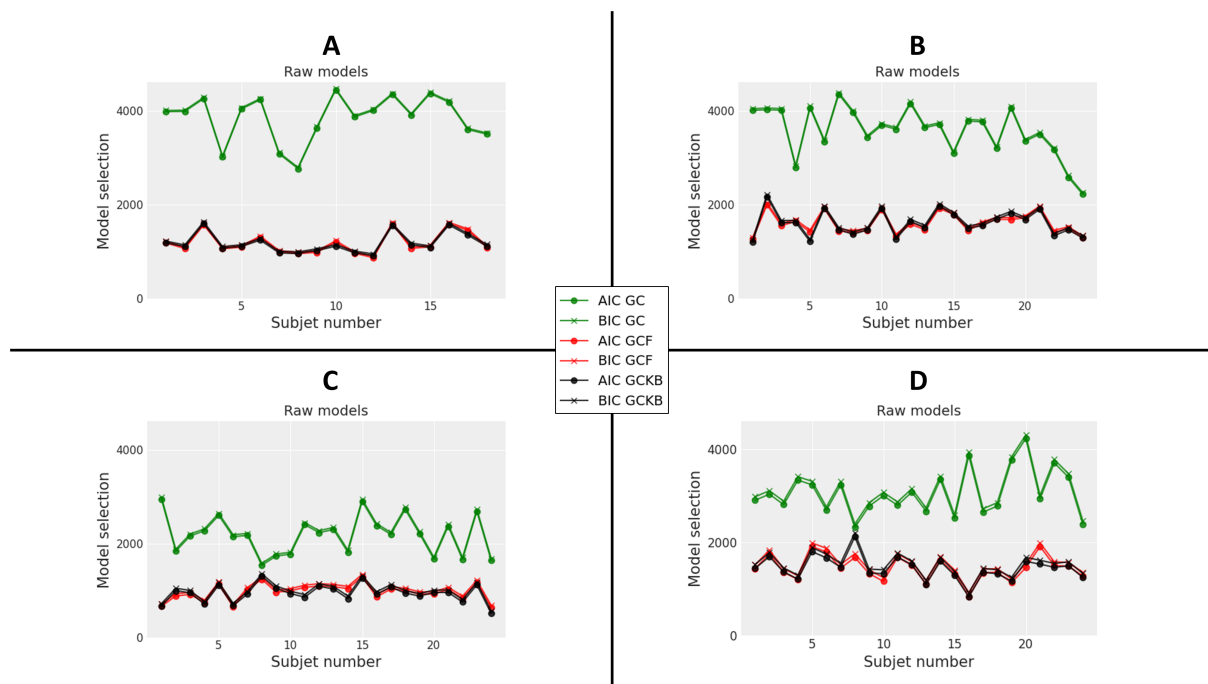 A
Raw models
Model selection
4000
2000
0
5
10
15
Subjet number
B
Raw models
Model selection
4000
2000
0
5
10
15
20
Subjet number
AIC GC
BIC GC
AIC GCF
BIC GCF
AIC GCKB
BIC GCKB
C
Raw models
Model selection
4000
2000
0
5
10
15
20
Subjet number
D
Raw models
Model selection
4000
2000
0
5
10
15
20
Subjet number